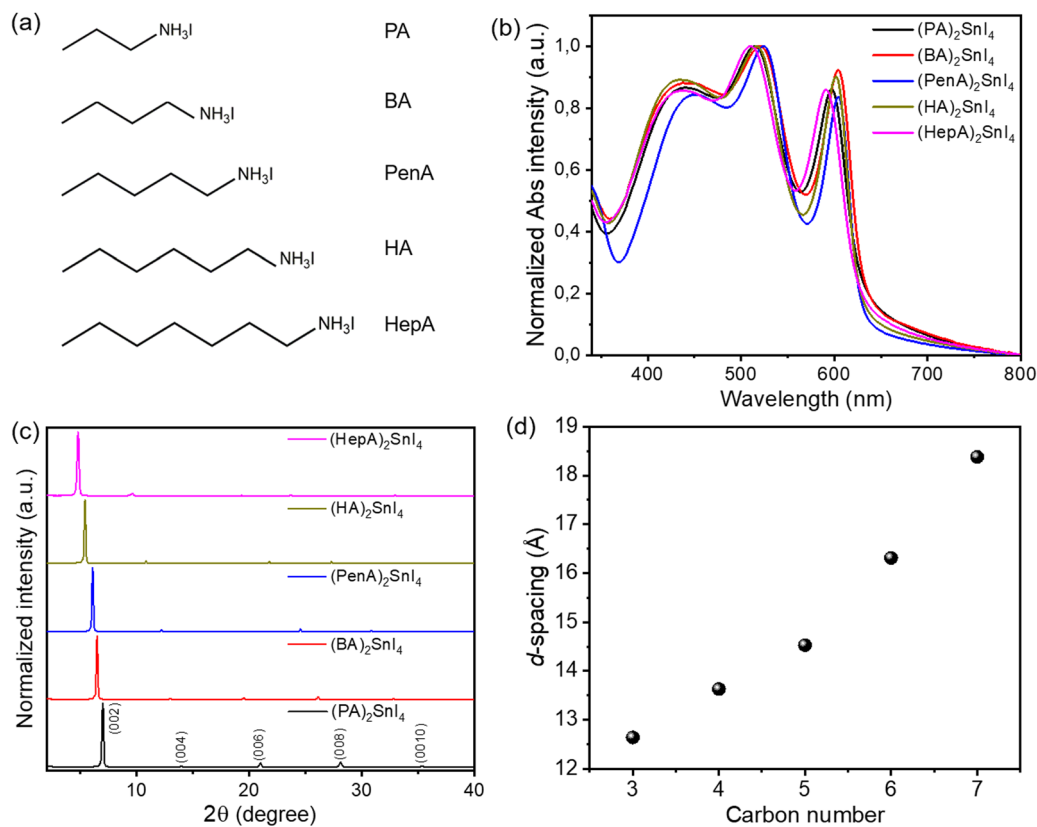 (a)
NH₃I PA
NH₃I BA
NH₃I PenA
NH₃I HA
NH₃I HepA
(b)
Normalized Abs intensity (a.u.)
1,0
0,8
0,6
0,4
0,2
0,0
(PA)₂SnI₄
(BA)₂SnI₄
(PenA)₂SnI₄
(HA)₂SnI₄
(HepA)₂SnI₄
400 500 600 700 800
Wavelength (nm)
(c)
Normalized intensity (a.u.)
(HepA)₂SnI₄
(HA)₂SnI₄
(PenA)₂SnI₄
(BA)₂SnI₄
(PA)₂SnI₄
(002)
(004)
(006)
(008)
(0010)
10 20 30 40
2θ (degree)
(d)
d-spacing (Å)
19
18
17
16
15
14
13
12
3 4 5 6 7
Carbon number